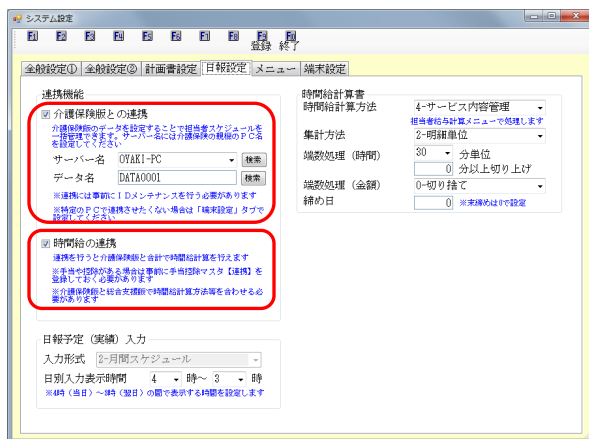 システム設定
F1 F2 F3 F4 F5 F6 F7 F8 F9 F10
登録 終了
全般設定① 全般設定② 計画書設定 日報設定 メニュー 端末設定
連携機能
介護保険版との連携
介護保険版のデータを設定することで担当者スケジュールを
一括管理できます。サーバー名には介護保険の親機のPC名
を設定してください
サーバー名 OYAKI-PC 検索
データ名 DATA0001 検索
※連携には事前にIDメンテナンスを行う必要があります
※特定のPCで連携させたくない場合は「端末設定」タブで
設定してください
時間給の連携
連携を行うと介護保険版と合計で時間給計算を行えます
※手当や控除がある場合は事前に手当控除マスタ【連携】を
登録しておく必要があります
※介護保険版と総合支援版で時間給計算方法等を合わせる必
要があります
日報予定（実績）入力
入力形式 2-月間スケジュール
日別入力表示時間 4 時～ 3 時
※4時（当日）～3時（翌日）の間で表示する時間を設定します
時間給計算書
時間給計算方法 4-サービス内容管理
担当者給与計算メニューで処理します
集計方法 2-明細単位
端数処理（時間） 30 分単位
0 分以上切り上げ
端数処理（金額） 0-切り捨て
締め日 0 ※末締めは0で設定